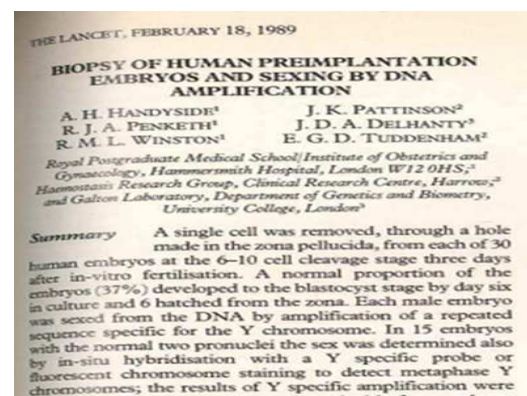 THE LANCET, FEBRUARY 18, 1989
BIOPSY OF HUMAN PREIMPLANTATION
EMBRYOS AND SEXING BY DNA
AMPLIFICATION
A. H. HANDYSIDE¹ J. K. PATTINSON²
R. J. A. PENKETH¹ J. D. A. DELHANTY³
R. M. L. WINSTON¹ E. G. D. TUDDENHAM²
Royal Postgraduate Medical School/Institute of Obstetrics and
Gynaecology, Hammersmith Hospital, London W12 0HS;¹
Haemostasis Research Group, Clinical Research Centre, Harrow;²
and Galton Laboratory, Department of Genetics and Biometry,
University College, London³
Summary A single cell was removed, through a hole
made in the zona pellucida, from each of 30
human embryos at the 6–10 cell cleavage stage three days
after in-vitro fertilisation. A normal proportion of the
embryos (37%) developed to the blastocyst stage by day six
in culture and 6 hatched from the zona. Each male embryo
was sexed from the DNA by amplification of a repeated
sequence specific for the Y chromosome. In 15 embryos
with the normal two pronuclei the sex was determined also
by in-situ hybridisation with a Y specific probe or
fluorescent chromosome staining to detect metaphase Y
chromosomes; the results of Y specific amplification were